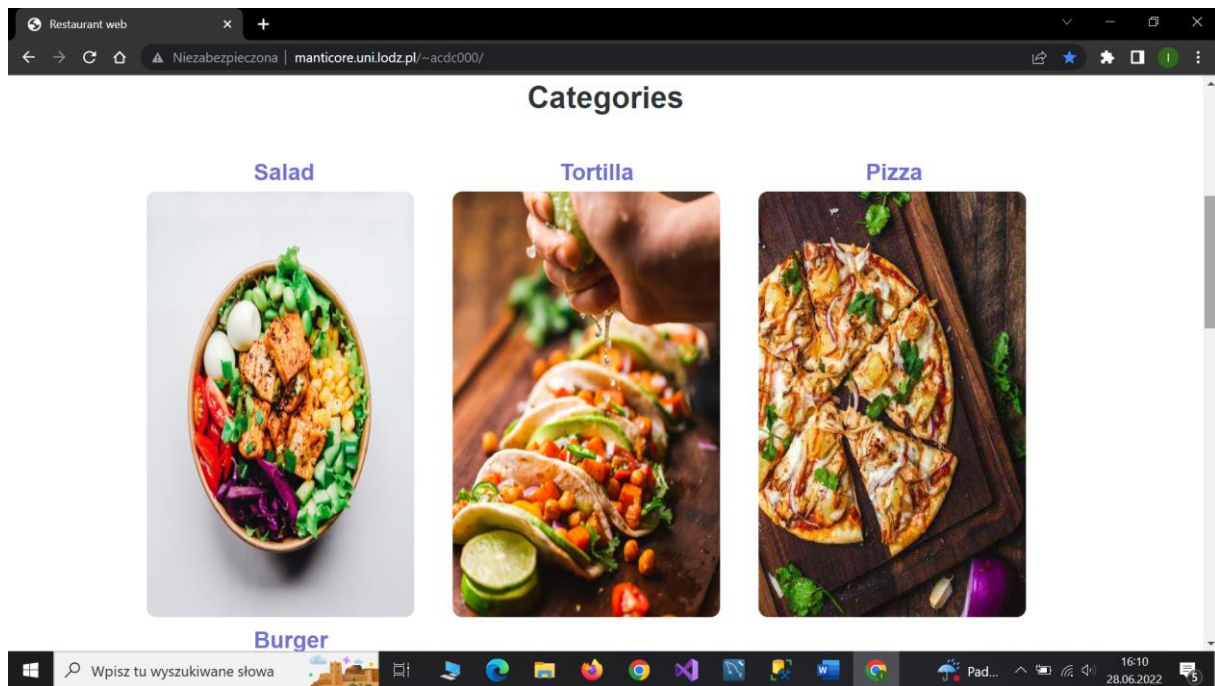 Restaurant web
Niezabezpieczona | manticore.uni.lodz.pl/~acdc000/
I
Categories
Salad
Tortilla
Pizza
Burger
Wpisz tu wyszukiwane słowa
Pad...
16:10
28.06.2022
5